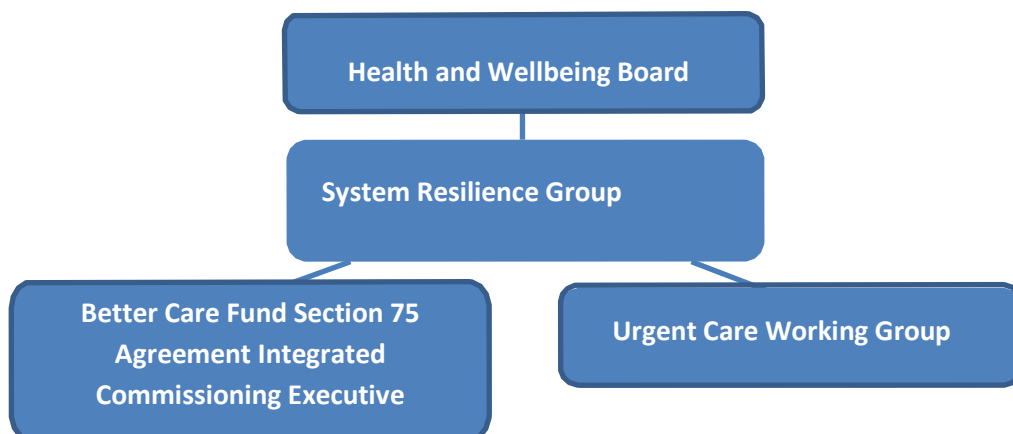 Health and Wellbeing Board
System Resilience Group
Better Care Fund Section 75
Agreement Integrated
Commissioning Executive
Urgent Care Working Group